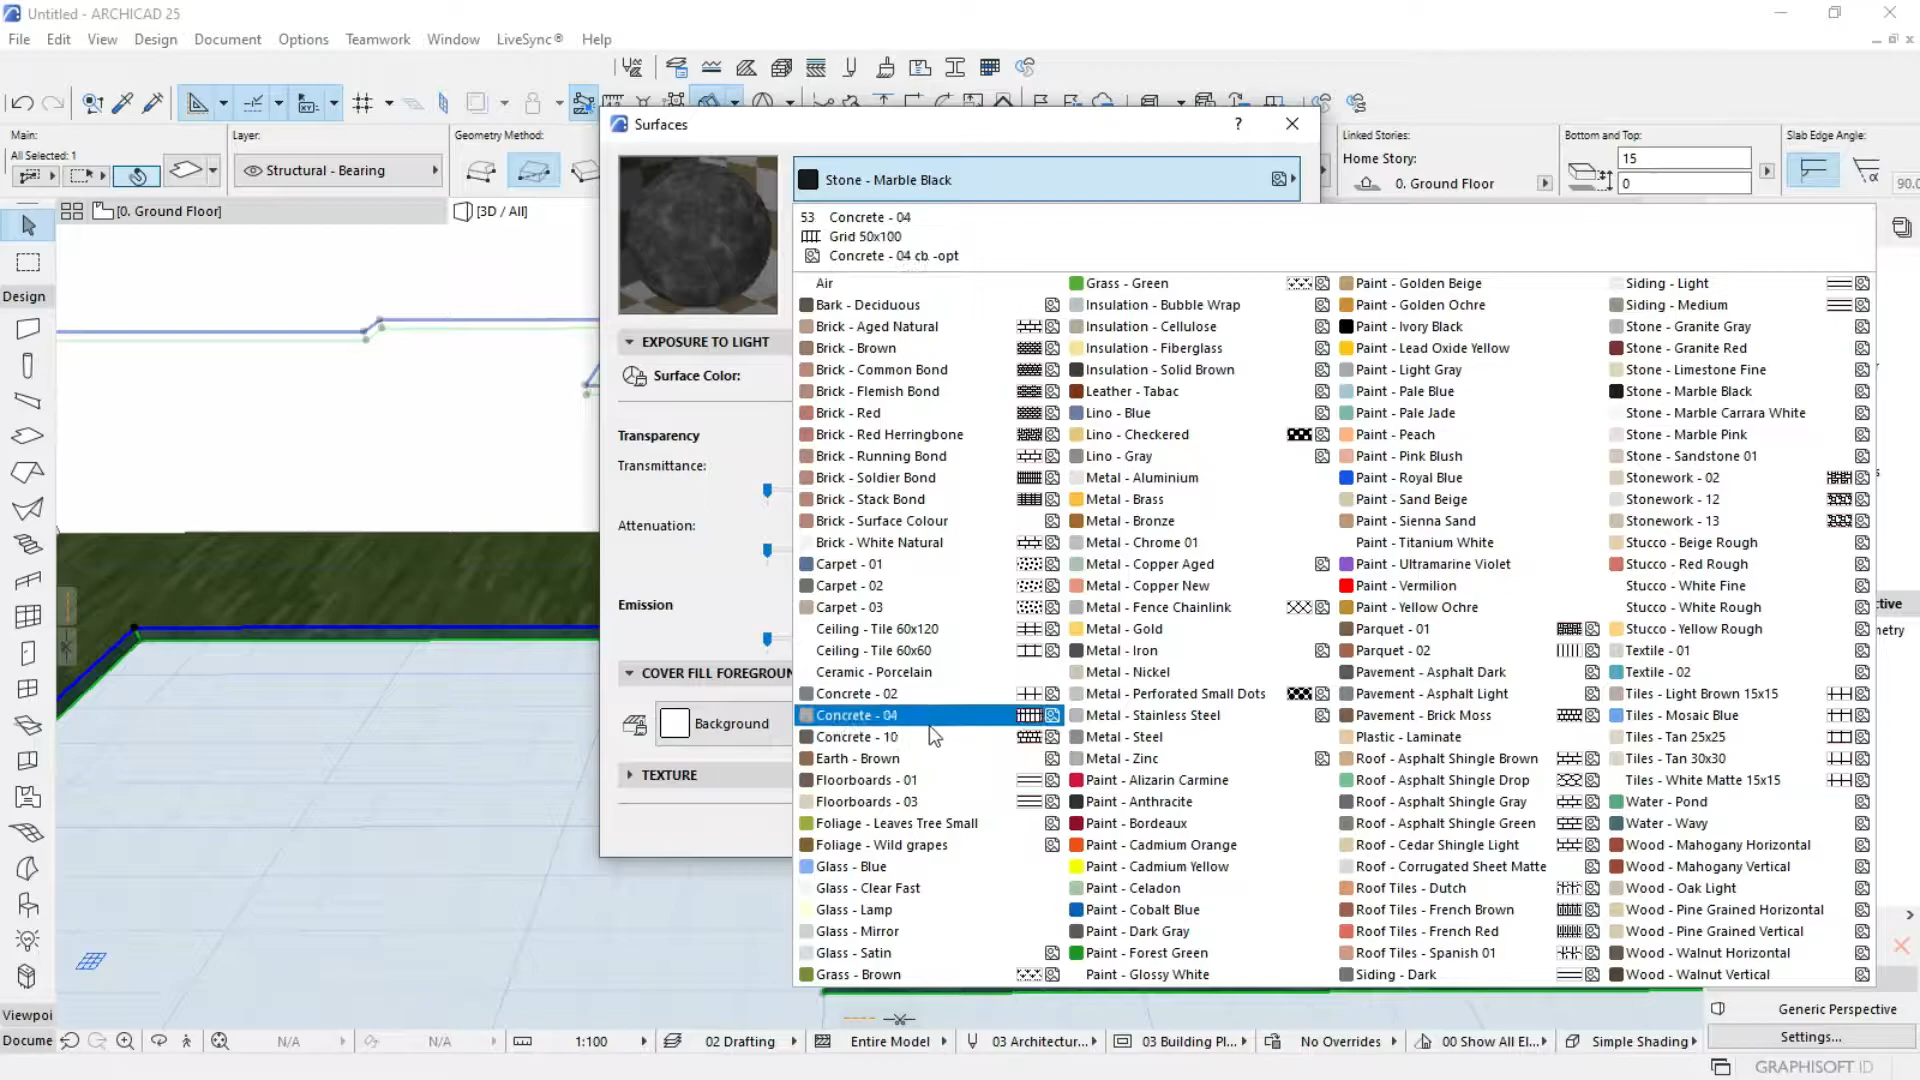 Untitled - ARCHICAD 25
File Edit View Design Document Options Teamwork Window LiveSync® Help
Main:
All Selected: 1
Layer:
Structural - Bearing
Geometry Method:
Linked Stories:
Home Story:
0. Ground Floor
Bottom and Top:
15
0
Slab Edge Angle:
90.0
[0. Ground Floor]
[3D / All]
Design
Viewpoi
Docume
Surfaces
?
Stone - Marble Black
EXPOSURE TO LIGHT
Surface Color:
Transparency
Transmittance:
Attenuation:
Emission
COVER FILL FOREGROUN
Background
TEXTURE
53 Concrete - 04
Grid 50x100
Concrete - 04 cb -opt
Air
Bark - Deciduous
Brick - Aged Natural
Brick - Brown
Brick - Common Bond
Brick - Flemish Bond
Brick - Red
Brick - Red Herringbone
Brick - Running Bond
Brick - Soldier Bond
Brick - Stack Bond
Brick - Surface Colour
Brick - White Natural
Carpet - 01
Carpet - 02
Carpet - 03
Ceiling - Tile 60x120
Ceiling - Tile 60x60
Ceramic - Porcelain
Concrete - 02
Concrete - 04
Concrete - 10
Earth - Brown
Floorboards - 01
Floorboards - 03
Foliage - Leaves Tree Small
Foliage - Wild grapes
Glass - Blue
Glass - Clear Fast
Glass - Lamp
Glass - Mirror
Glass - Satin
Grass - Brown
Grass - Green
Insulation - Bubble Wrap
Insulation - Cellulose
Insulation - Fiberglass
Insulation - Solid Brown
Leather - Tabac
Lino - Blue
Lino - Checkered
Lino - Gray
Metal - Aluminium
Metal - Brass
Metal - Bronze
Metal - Chrome 01
Metal - Copper Aged
Metal - Copper New
Metal - Fence Chainlink
Metal - Gold
Metal - Iron
Metal - Nickel
Metal - Perforated Small Dots
Metal - Stainless Steel
Metal - Steel
Metal - Zinc
Paint - Alizarin Carmine
Paint - Anthracite
Paint - Bordeaux
Paint - Cadmium Orange
Paint - Cadmium Yellow
Paint - Celadon
Paint - Cobalt Blue
Paint - Dark Gray
Paint - Forest Green
Paint - Glossy White
Paint - Golden Beige
Paint - Golden Ochre
Paint - Ivory Black
Paint - Lead Oxide Yellow
Paint - Light Gray
Paint - Pale Blue
Paint - Pale Jade
Paint - Peach
Paint - Pink Blush
Paint - Royal Blue
Paint - Sand Beige
Paint - Sienna Sand
Paint - Titanium White
Paint - Ultramarine Violet
Paint - Vermilion
Paint - Yellow Ochre
Parquet - 01
Parquet - 02
Pavement - Asphalt Dark
Pavement - Asphalt Light
Pavement - Brick Moss
Plastic - Laminate
Roof - Asphalt Shingle Brown
Roof - Asphalt Shingle Drop
Roof - Asphalt Shingle Gray
Roof - Asphalt Shingle Green
Roof - Cedar Shingle Light
Roof - Corrugated Sheet Matte
Roof Tiles - Dutch
Roof Tiles - French Brown
Roof Tiles - French Red
Roof Tiles - Spanish 01
Siding - Dark
Siding - Light
Siding - Medium
Stone - Granite Gray
Stone - Granite Red
Stone - Limestone Fine
Stone - Marble Black
Stone - Marble Carrara White
Stone - Marble Pink
Stone - Sandstone 01
Stonework - 02
Stonework - 12
Stonework - 13
Stucco - Beige Rough
Stucco - Red Rough
Stucco - White Fine
Stucco - White Rough
Stucco - Yellow Rough
Textile - 01
Textile - 02
Tiles - Light Brown 15x15
Tiles - Mosaic Blue
Tiles - Tan 25x25
Tiles - Tan 30x30
Tiles - White Matte 15x15
Water - Pond
Water - Wavy
Wood - Mahogany Horizontal
Wood - Mahogany Vertical
Wood - Oak Light
Wood - Pine Grained Horizontal
Wood - Pine Grained Vertical
Wood - Walnut Horizontal
Wood - Walnut Vertical
tive
netry
Generic Perspective
Settings...
N/A N/A 1:100 02 Drafting Entire Model 03 Architectur... 03 Building Pl... No Overrides 00 Show All El... Simple Shading
GRAPHISOFT ID